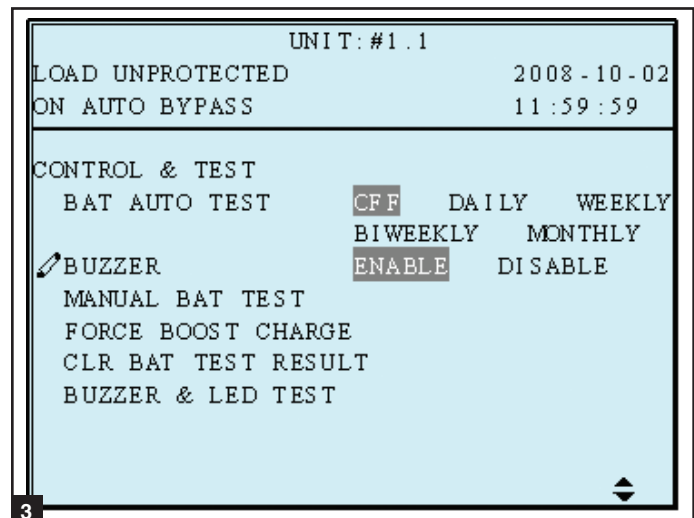 UNIT:#1.1
LOAD UNPROTECTED 2008-10-02
ON AUTO BYPASS 11:59:59
CONTROL & TEST
BAT AUTO TEST CFF DAILY WEEKLY
BIWEEKLY MONTHLY
BUZZER ENABLE DISABLE
MANUAL BAT TEST
FORCE BOOST CHARGE
CLR BAT TEST RESULT
BUZZER & LED TEST
3